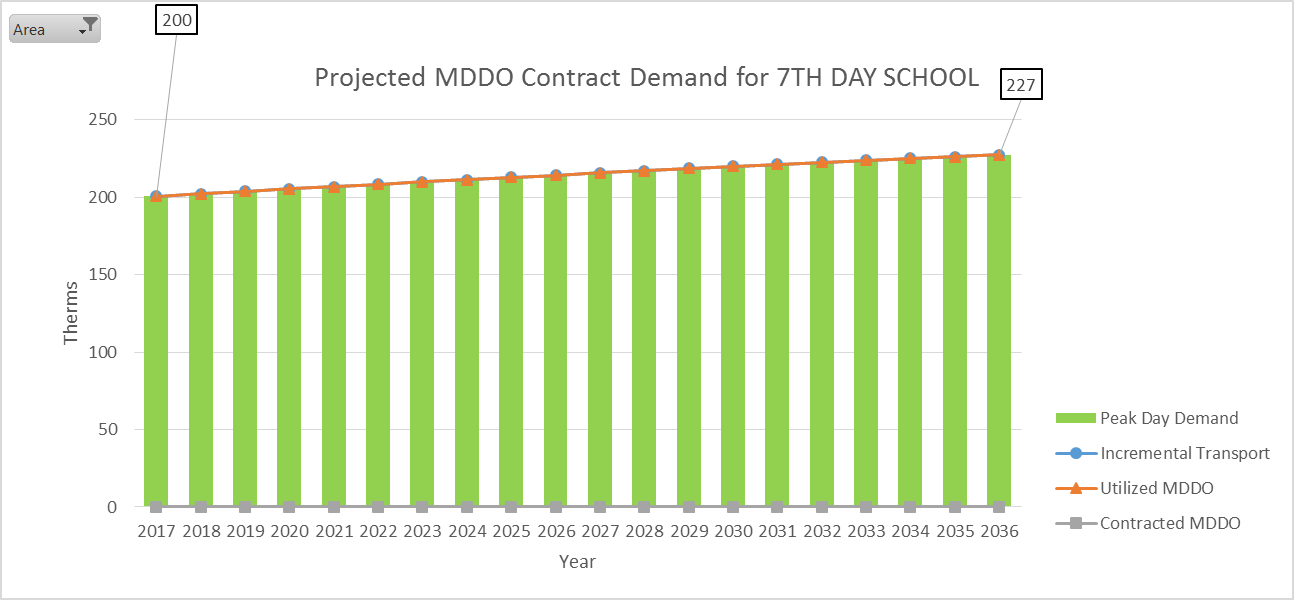 Area
200
Projected MDDO Contract Demand for 7TH DAY SCHOOL
227
250
200
150
100
50
0
Therms
2017 2018 2019 2020 2021 2022 2023 2024 2025 2026 2027 2028 2029 2030 2031 2032 2033 2034 2035 2036
Year
Peak Day Demand
Incremental Transport
Utilized MDDO
Contracted MDDO